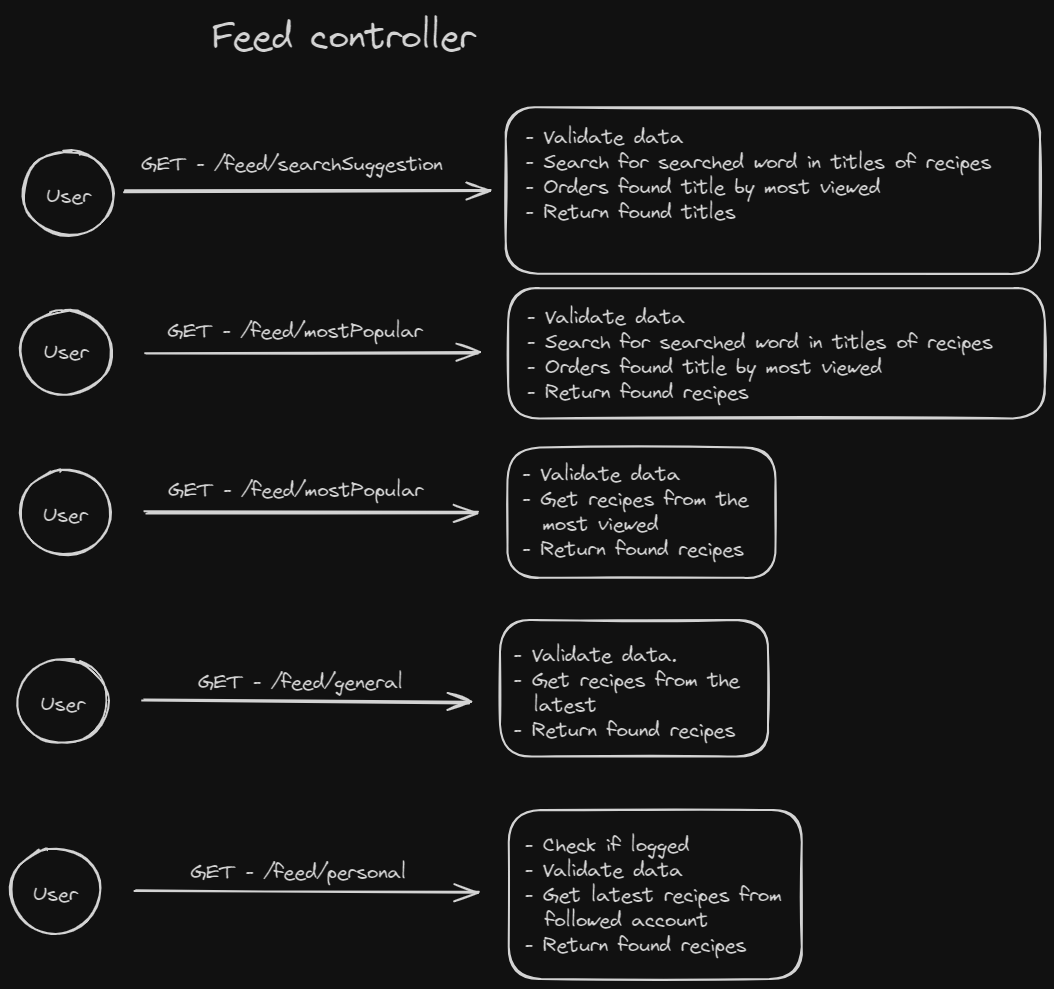 Feed controller
User
GET - /feed/searchSuggestion
- Validate data
- Search for searched word in titles of recipes
- Orders found title by most viewed
- Return found titles
User
GET - /feed/mostPopular
- Validate data
- Search for searched word in titles of recipes
- Orders found title by most viewed
- Return found recipes
User
GET - /feed/mostPopular
- Validate data
- Get recipes from the
most viewed
- Return found recipes
User
GET - /feed/general
- Validate data.
- Get recipes from the
latest
- Return found recipes
User
GET - /feed/personal
- Check if logged
- Validate data
- Get latest recipes from
followed account
- Return found recipes